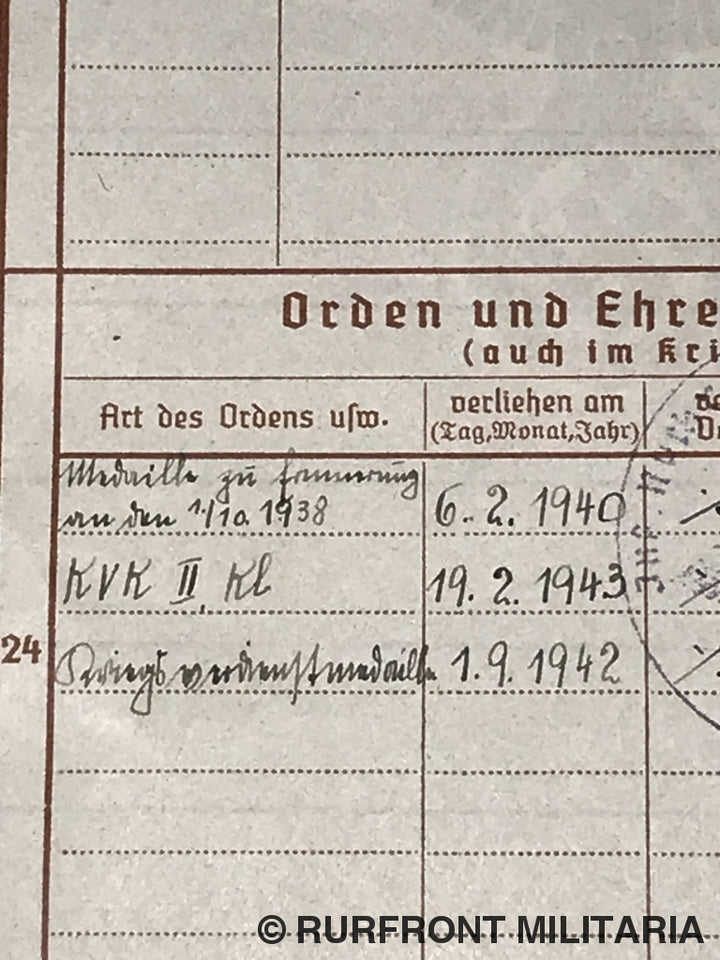 Orden und Ehre
(auch im Kri
Art des Ordens usw.
verliehen am
(Tag, Monat, Jahr)
Medaille zu Erinnerung
an den 1/10. 1938
6. 2. 1940
KVK II Kl
19. 2. 1943
24
Kriegsverdienstmedaille
1. 9. 1942
© RURFRONT MILITARIA